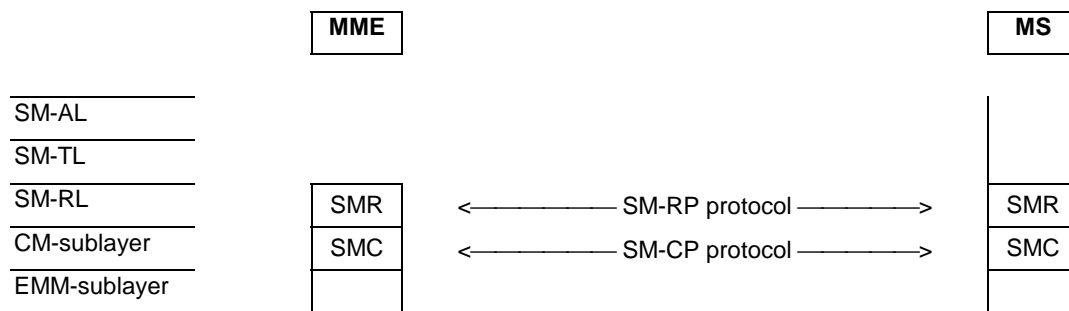 MME MS
SM-AL
SM-TL
SM-RL SMR <——————— SM-RP protocol ———————> SMR
CM-sublayer SMC <——————— SM-CP protocol ———————> SMC
EMM-sublayer